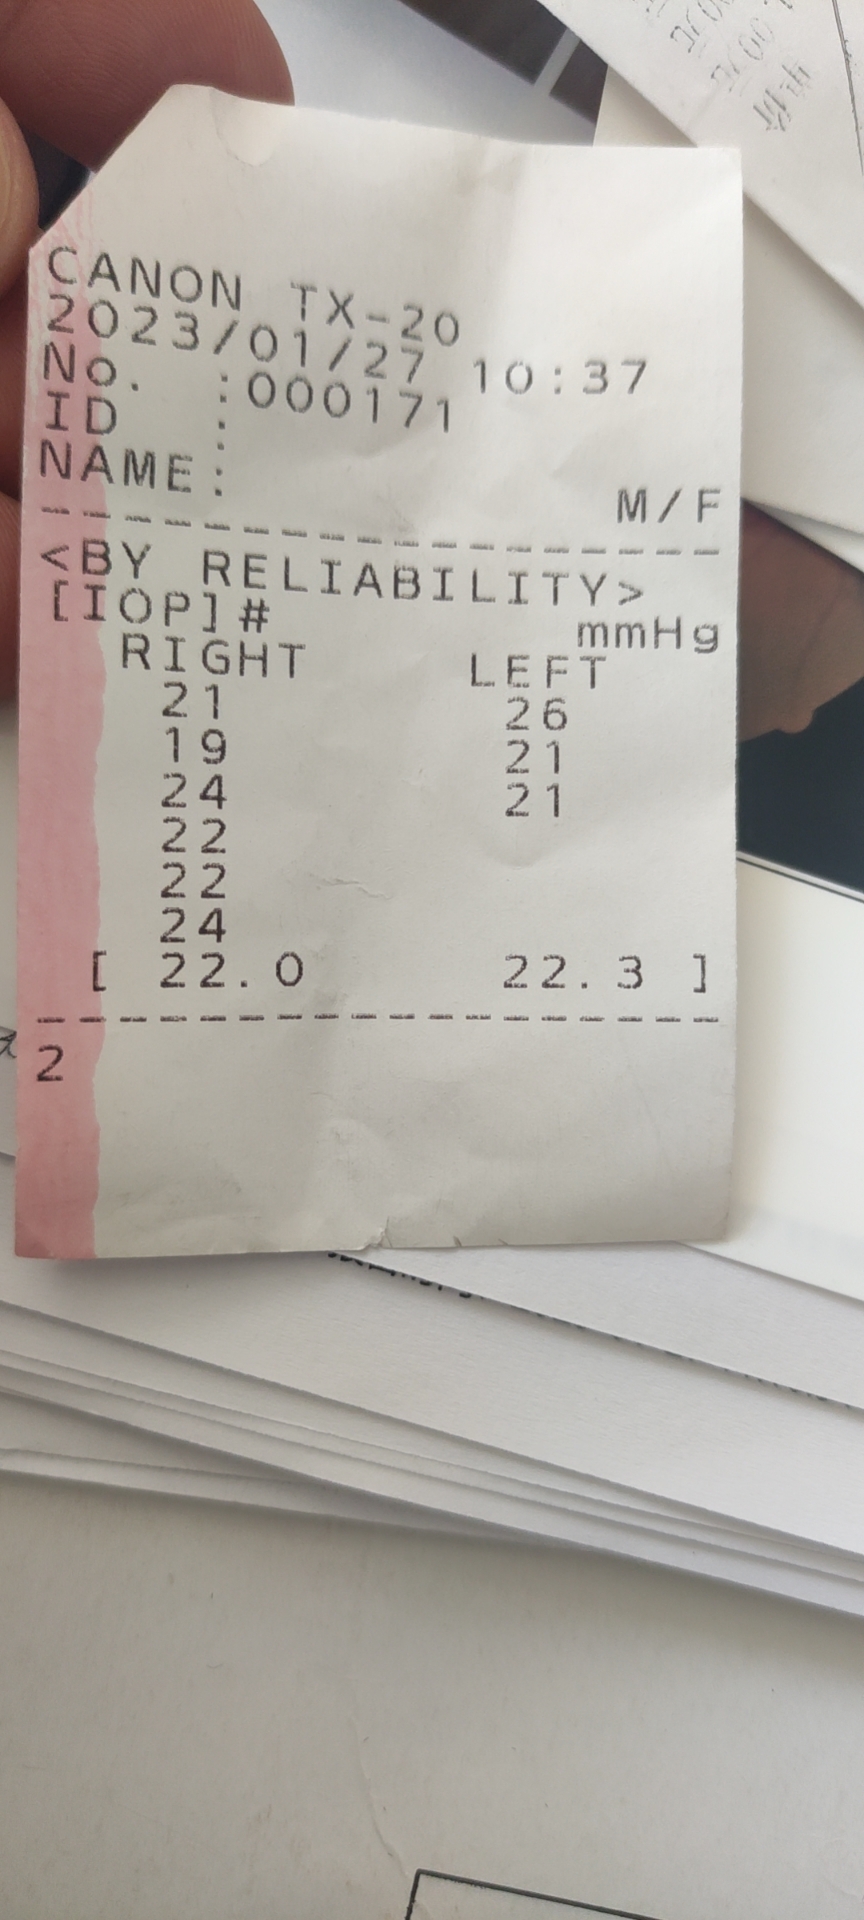 CANON TX-20
2023/01/27 10:37
No. :000171
ID :
NAME:
M/F
<BY RELIABILITY>
[IOP]# mmHg
RIGHT LEFT
21 26
19 21
24 21
22
22
24
[ 22.0 22.3 ]
2